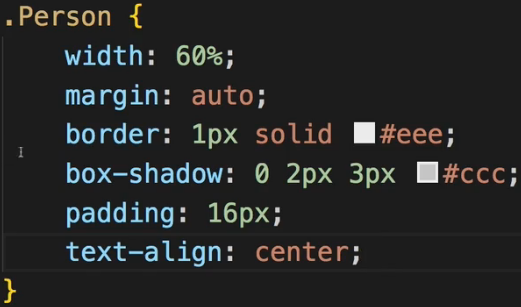 .Person {
width: 60%;
margin: auto;
border: 1px solid #eee;
box-shadow: 0 2px 3px #ccc;
padding: 16px;
text-align: center;
}